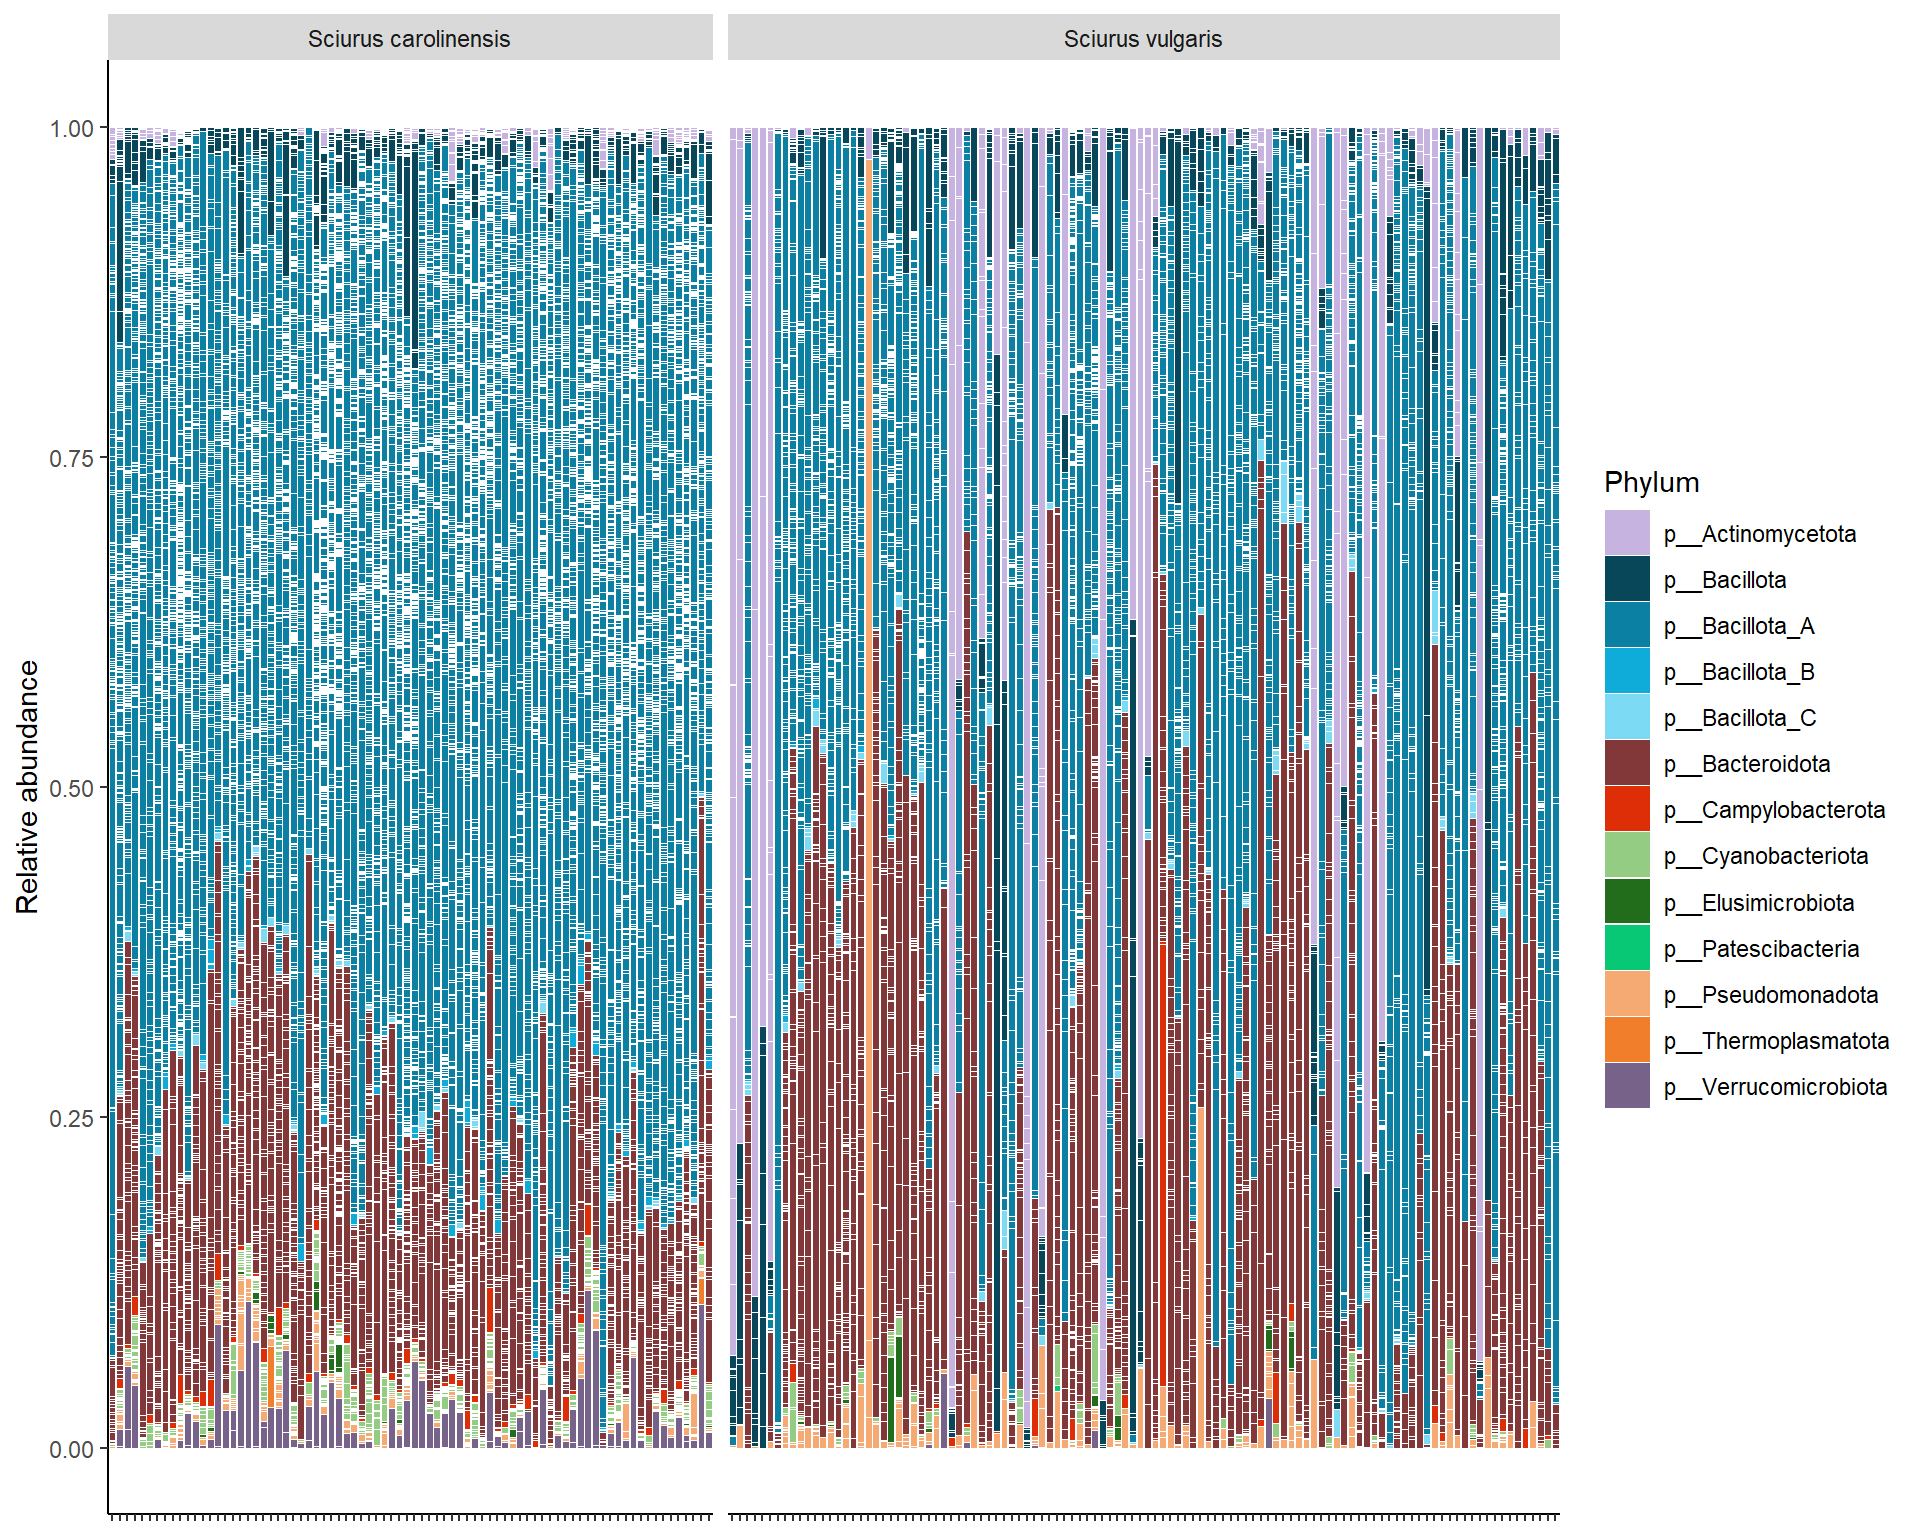 Sciurus carolinensis
Sciurus vulgaris
1.00
0.75
0.50
0.25
0.00
Relative abundance
Phylum
p__Actinomycetota
p__Bacillota
p__Bacillota_A
p__Bacillota_B
p__Bacillota_C
p__Bacteroidota
p__Campylobacterota
p__Cyanobacteriota
p__Elusimicrobiota
p__Patescibacteria
p__Pseudomonadota
p__Thermoplasmatota
p__Verrucomicrobiota